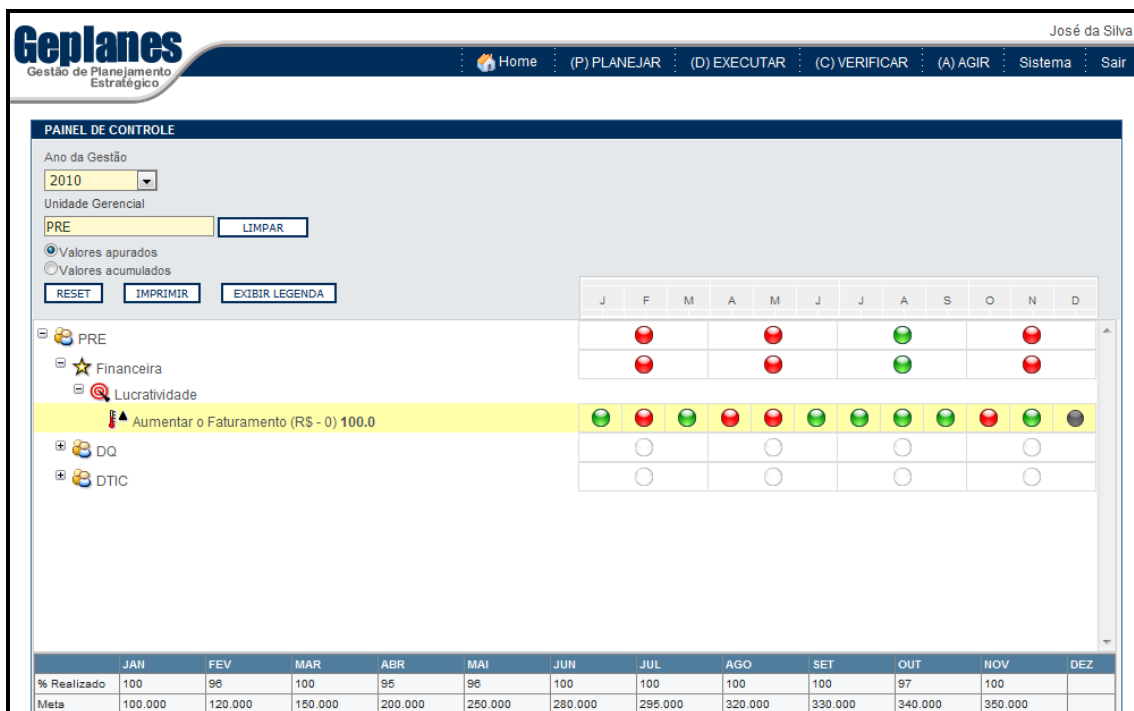 José da Silva
Geplanes
Gestão de Planejamento
Estratégico
Home (P) PLANEJAR (D) EXECUTAR (C) VERIFICAR (A) AGIR Sistema Sair
PAINEL DE CONTROLE
Ano da Gestão
2010
Unidade Gerencial
PRE LIMPAR
Valores apurados
Valores acumulados
RESET IMPRIMIR EXIBIR LEGENDA
J F M A M J J A S O N D
PRE
Financeira
Lucratividade
Aumentar o Faturamento (R$ - 0) 100.0
DQ
DTIC
JAN FEV MAR ABR MAI JUN JUL AGO SET OUT NOV DEZ
% Realizado 100 96 100 95 96 100 100 100 100 97 100
Meta 100.000 120.000 150.000 200.000 250.000 280.000 295.000 320.000 330.000 340.000 350.000